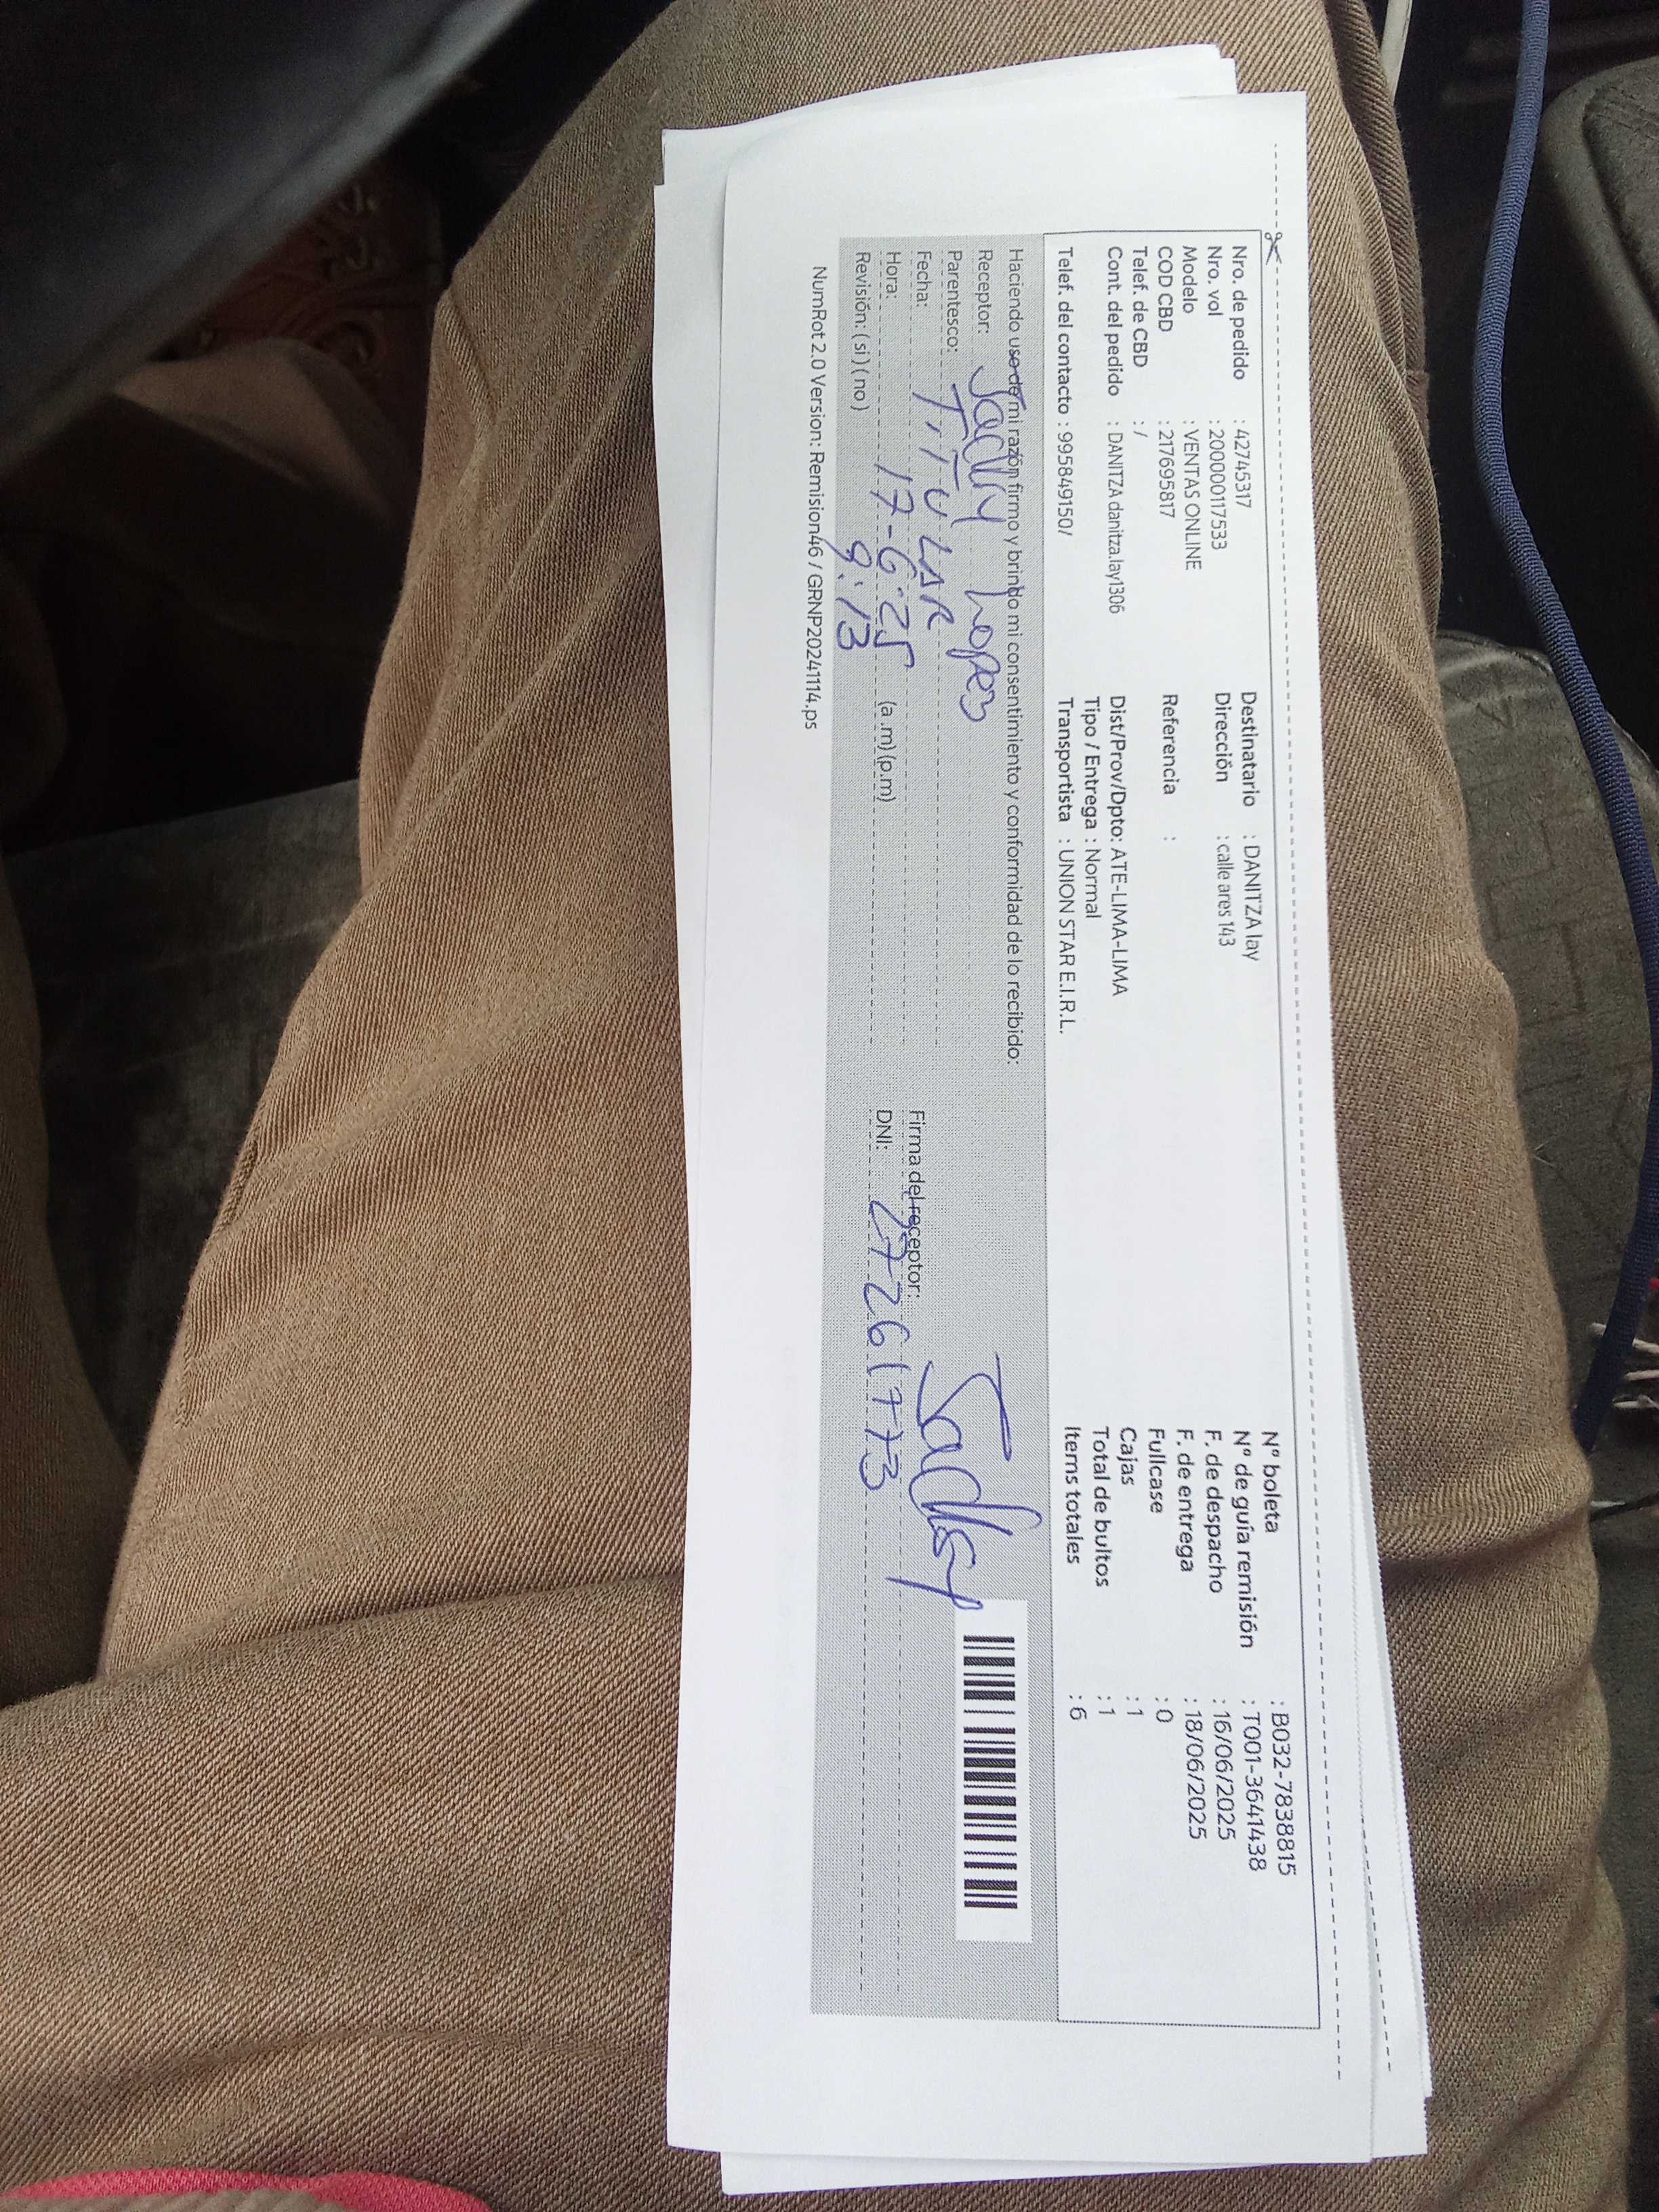 Nro. de pedido : 42745317
Nro. vol : 200000117533
Modelo : VENTAS ONLINE
COD CBD : 217695817
Telef. de CBD : /
Cont. del pedido : DANITZA danitza.lay1306
Telef. del contacto : 995849150/
Destinatario : DANITZA lay
Dirección : calle ares 143
Referencia :
Dist/Prov/Dpto: ATE-LIMA-LIMA
Tipo / Entrega : Normal
Transportista : UNION STAR E.I.R.L.
N° boleta : B032-7838815
N° de guía remisión : T001-3641438
F. de despacho : 16/06/2025
F. de entrega : 18/06/2025
Fullcase : 0
Cajas : 1
Total de bultos : 1
Items totales : 6
Haciendo uso de mi razón firmo y brindo mi consentimiento y conformidad de lo recibido:
Receptor: Lopes
Parentesco: TITULAR
Fecha: 17-6-25
Hora: 9:13 (a .m) (p.m)
Revisión: ( si ) ( no )
Firma del receptor:
DNI:
NumRot 2.0 Version: Remision46 / GRNP20241114.ps